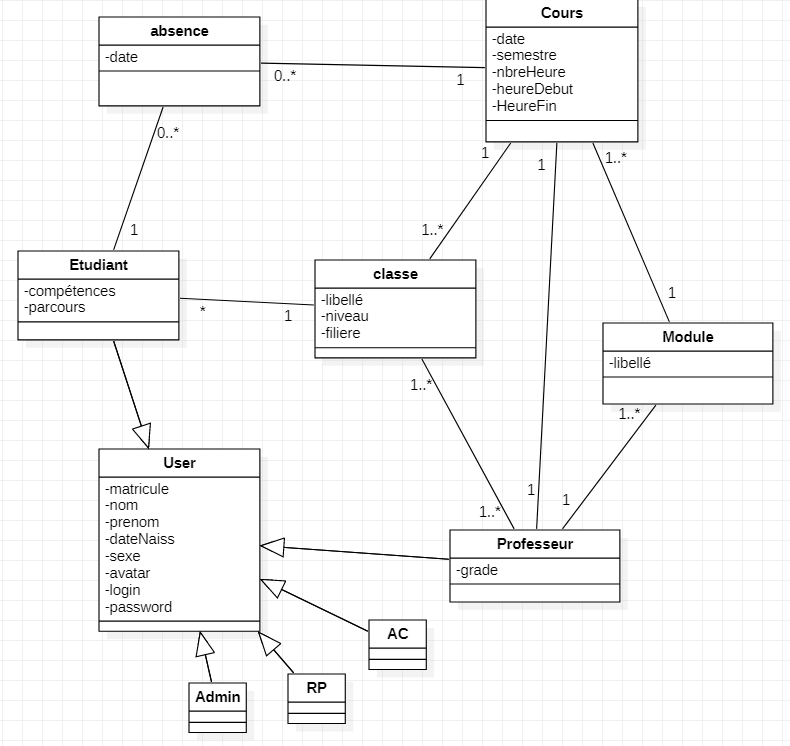 absence
-date
0..*
1
Cours
-date
-semestre
-nbreHeure
-heureDebut
-HeureFin
0..*
1
1
1..*
1
1..*
1
Etudiant
-compétences
-parcours
*
1
classe
-libellé
-niveau
-filiere
Module
-libellé
1..*
1..*
1..*
1
1
User
-matricule
-nom
-prenom
-dateNaiss
-sexe
-avatar
-login
-password
Professeur
-grade
AC
RP
Admin